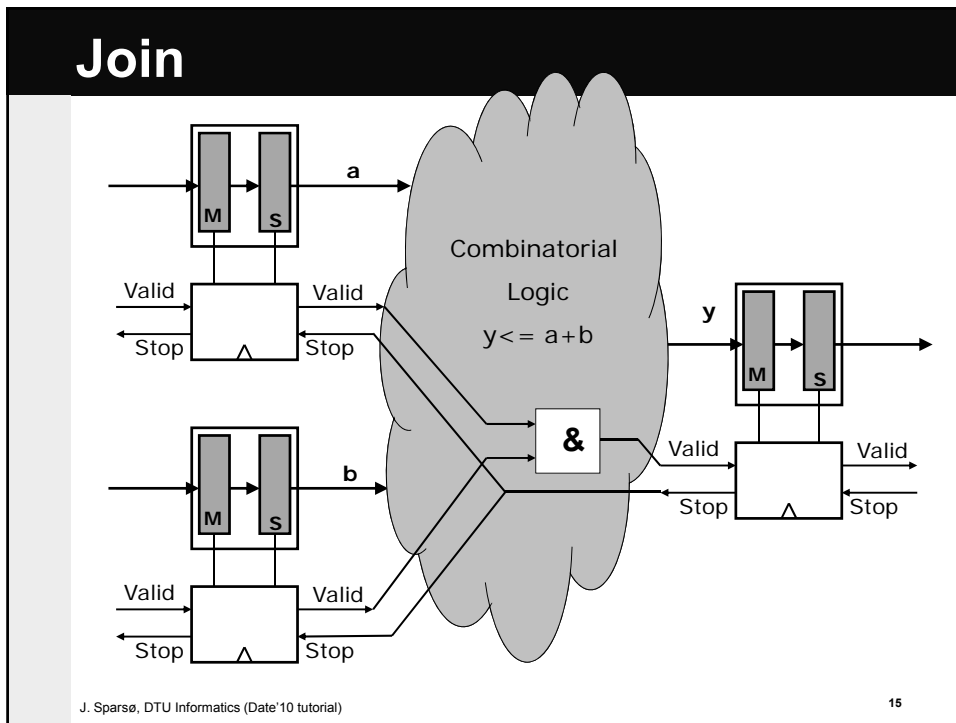 Join
a
M
S
Valid
Valid
Stop
Stop
Combinatorial
Logic
y<= a+b
y
M
S
&
Valid
Valid
Stop
Stop
b
M
S
Valid
Valid
Stop
Stop
J. Sparsø, DTU Informatics (Date'10 tutorial)
15